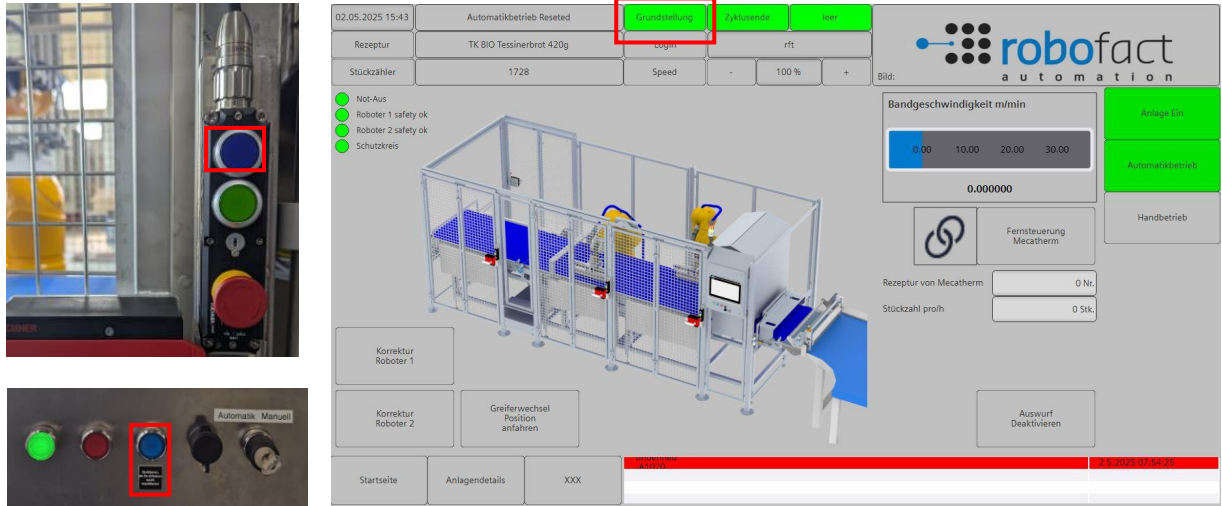 02.05.2025 15:43
Automatikbetrieb Reseted
Grundstellung
Zyklusende
leer
Rezeptur
TK BIO Tessinerbrot 420g
Login
rft
Stückzähler
1728
Speed
-
100 %
+
Bild:
robofact
automation
Not-Aus
Roboter 1 safety ok
Roboter 2 safety ok
Schutzkreis
Bandgeschwindigkeit m/min
0.00 10.00 20.00 30.00
0.000000
Anlage Ein
Automatikbetrieb
Handbetrieb
Fernsteuerung
Mecatherm
Rezeptur von Mecatherm
0 Nr.
Stückzahl pro/h
0 Stk.
Korrektur
Roboter 1
Korrektur
Roboter 2
Greiferwechsel
Position
anfahren
Auswurf
Deaktivieren
Startseite
Anlagendetails
XXX
2.5.2025 07:54:25
Automatik Manuell